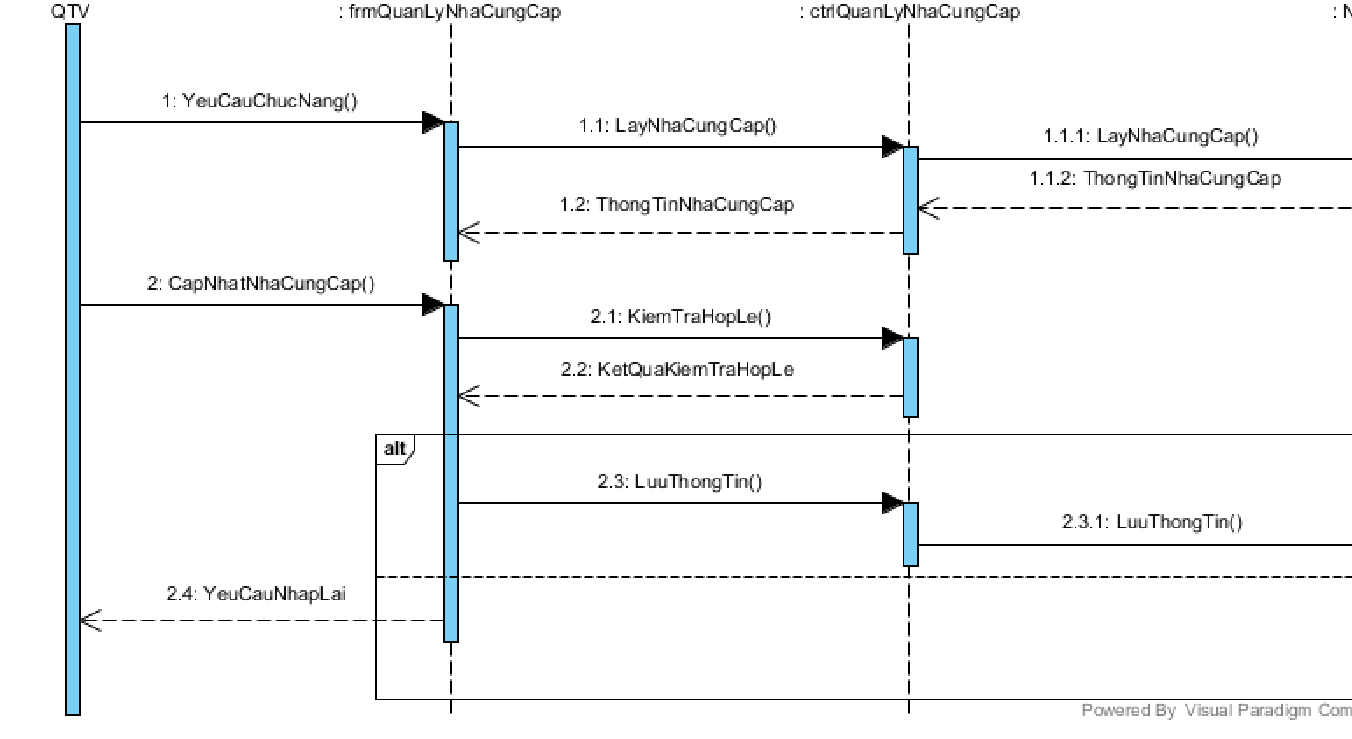 QTV
: frmQuanLyNhaCungCap
: ctrlQuanLyNhaCungCap
: N
1: YeuCauChucNang()
1.1: LayNhaCungCap()
1.1.1: LayNhaCungCap()
1.1.2: ThongTinNhaCungCap
1.2: ThongTinNhaCungCap
2: CapNhatNhaCungCap()
2.1: KiemTraHopLe()
2.2: KetQuaKiemTraHopLe
alt
2.3: LuuThongTin()
2.3.1: LuuThongTin()
2.4: YeuCauNhapLai
Powered By Visual Paradigm Com